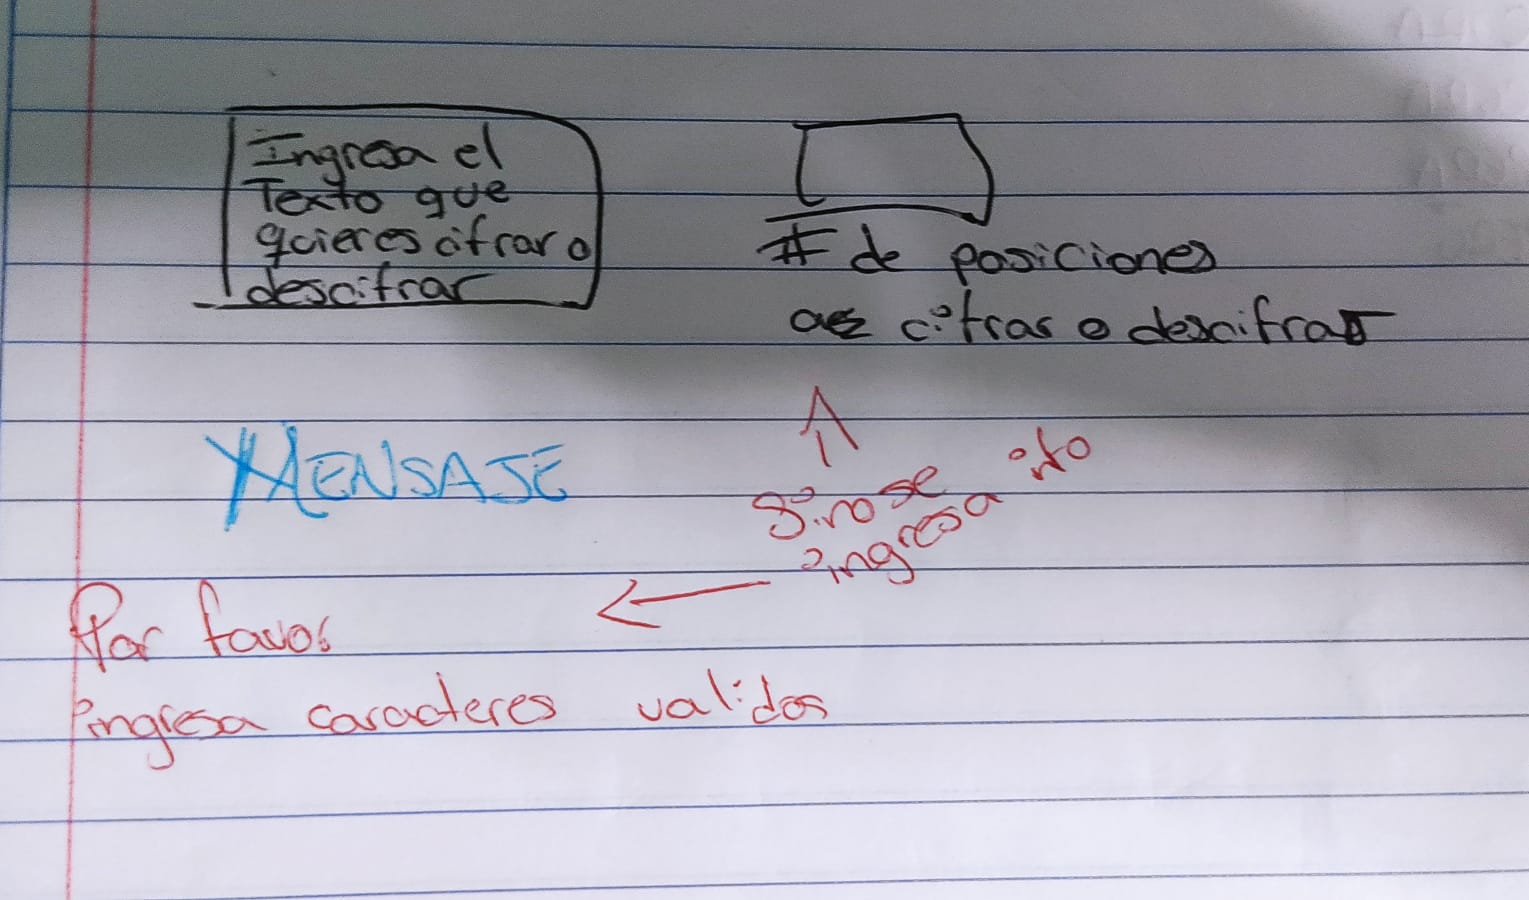 Ingresa el
Texto que
quieres cifrar o
descifrar
# de posiciones
a cifrar o descifrar
MENSAJE
Si no se
ingresa
Por favor
ingresa caracteres validos